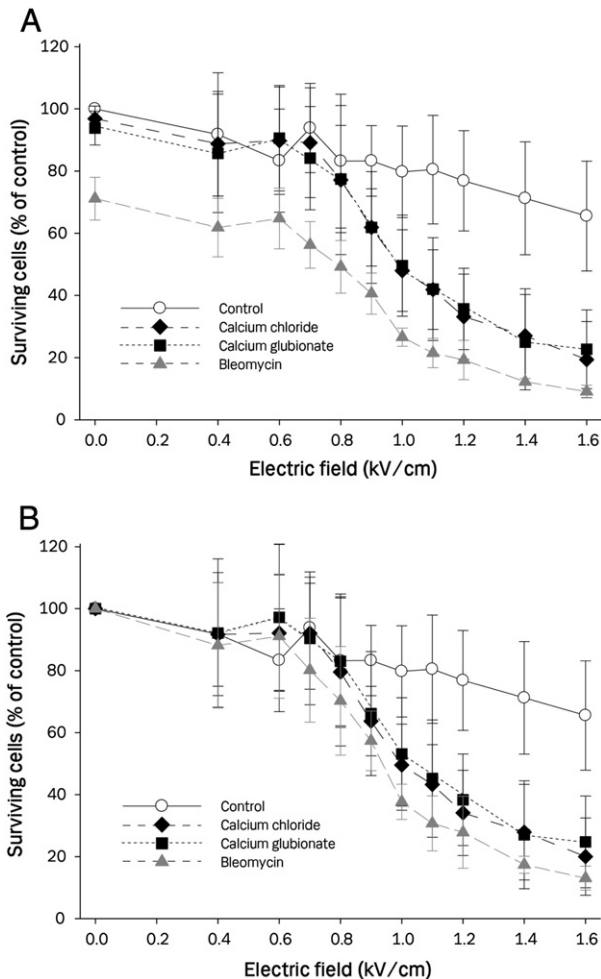 A
120
100
80
60
40
20
0
Surviving cells (% of control)
Control
Calcium chloride
Calcium glubionate
Bleomycin
0.0 0.2 0.4 0.6 0.8 1.0 1.2 1.4 1.6
Electric field (kV/cm)
B
120
100
80
60
40
20
0
Surviving cells (% of control)
Control
Calcium chloride
Calcium glubionate
Bleomycin
0.0 0.2 0.4 0.6 0.8 1.0 1.2 1.4 1.6
Electric field (kV/cm)